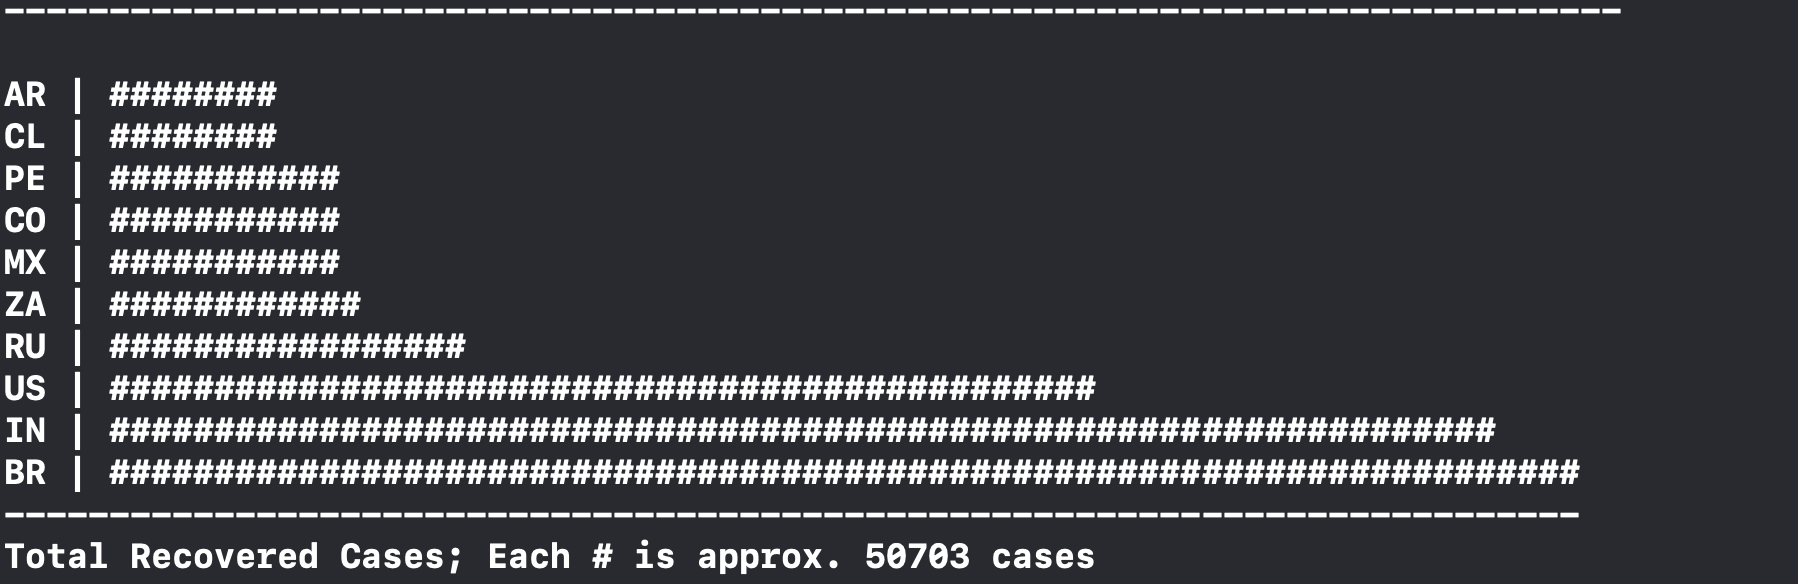 -----------------------------------------------------------------------------
AR | ########
CL | ########
PE | ###########
CO | ###########
MX | ###########
ZA | ############
RU | #################
US | ###############################################
IN | ##################################################################
BR | ######################################################################
---------------------------------------------------------------------------
Total Recovered Cases; Each # is approx. 50703 cases